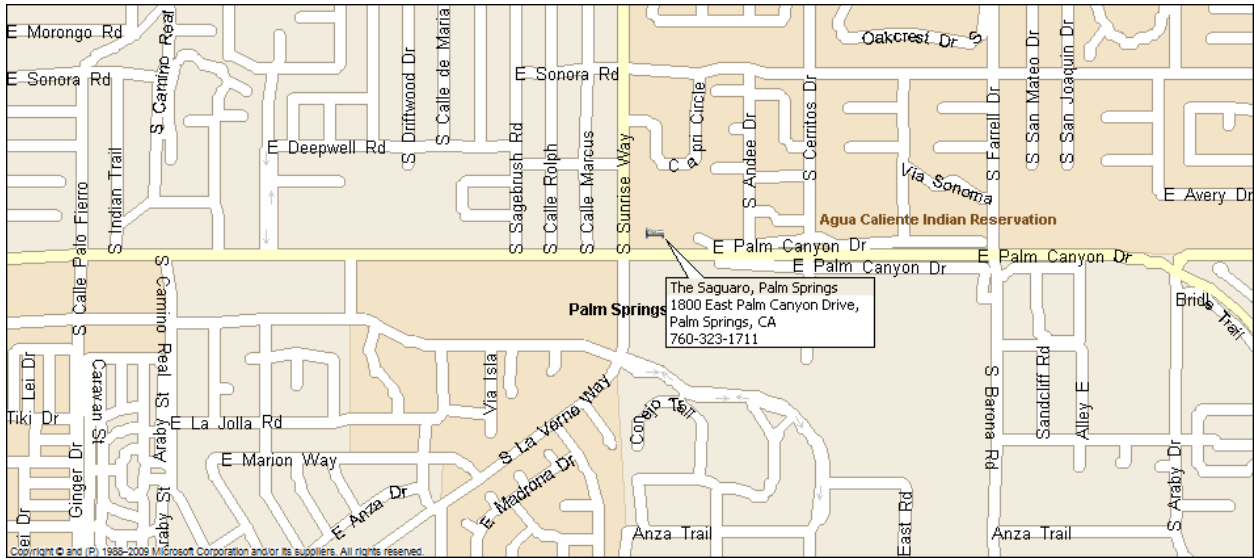 E Morongo Rd
E Sonora Rd
S Camino Real
S Indian Trail
S Calle Palo Fierro
E Deepwell Rd
S Driftwood Dr
S Calle de Maria
E Sonora Rd
S Sagebrush Rd
S Calle Rolph
S Calle Marcus
S Sunrise Way
Capri Circle
S Andee Dr
S Cerritos Dr
Oakcrest Dr S
Via Sonoma
S Farrell Dr
S San Mateo Dr
S San Joaquin Dr
E Avery Dr
Agua Caliente Indian Reservation
E Palm Canyon Dr
E Palm Canyon Dr
E Palm Canyon Dr
The Saguaro, Palm Springs
1800 East Palm Canyon Drive,
Palm Springs, CA
760-323-1711
Palm Springs
S Camino Real
Lei Dr
Tiki Dr
Caravan St
Ginger Dr
lei Dr
S Araby St
Araby St
E La Jolla Rd
E Marion Way
E Anza Dr
Via Isla
S La Verne Way
E Madrona Dr
Conejo Tail
East Rd
Anza Trail
S Barona Rd
Sandcliff Rd
Alley E
Anza Trail
S Araby Dr
Bridle Trail
Copyright © and (P) 1988–2009 Microsoft Corporation and/or its suppliers. All rights reserved.